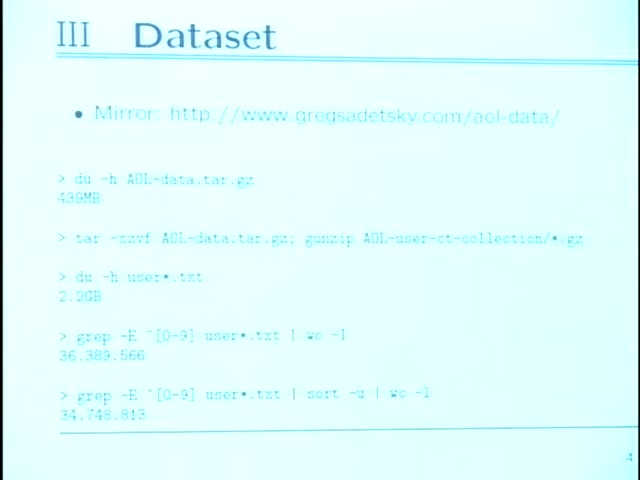 III Dataset
• Mirror: http://www.gregsadetsky.com/aol-data/
> du -h AOL-data.tar.gz
439MB
> tar -xzvf AOL-data.tar.gz; gunzip AOL-user-ct-collection/*.gz
> du -h user*.txt
2.2GB
> grep -E ^[0-9] user*.txt | wc -l
36.389.566
> grep -E ^[0-9] user*.txt | sort -u | wc -l
34.748.813
4